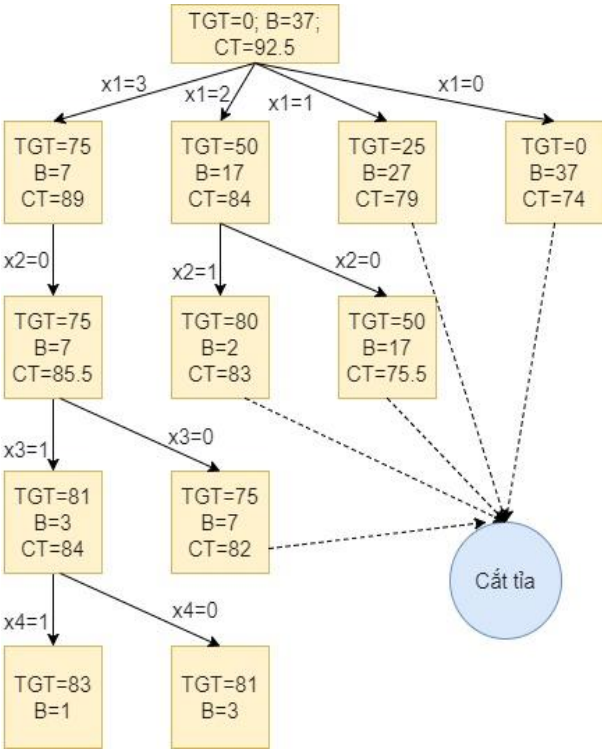 TGT=0; B=37;
CT=92.5
x1=3
x1=2
x1=1
x1=0
TGT=75
B=7
CT=89
TGT=50
B=17
CT=84
TGT=25
B=27
CT=79
TGT=0
B=37
CT=74
x2=0
x2=1
x2=0
TGT=75
B=7
CT=85.5
TGT=80
B=2
CT=83
TGT=50
B=17
CT=75.5
x3=1
x3=0
TGT=81
B=3
CT=84
TGT=75
B=7
CT=82
Cắt tỉa
x4=1
x4=0
TGT=83
B=1
TGT=81
B=3